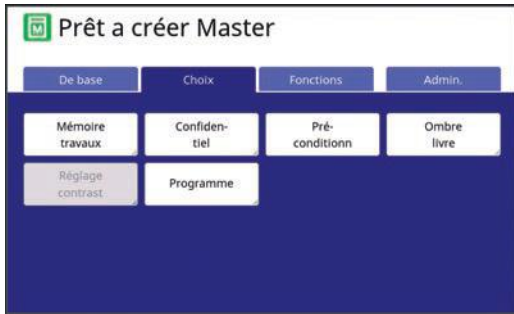 M
Prêt a créer Master
De base Choix Fonctions Admin.
Mémoire
travaux
Confiden-
tiel
Pré-
conditionn
Ombre
livre
Réglage
contrast
Programme